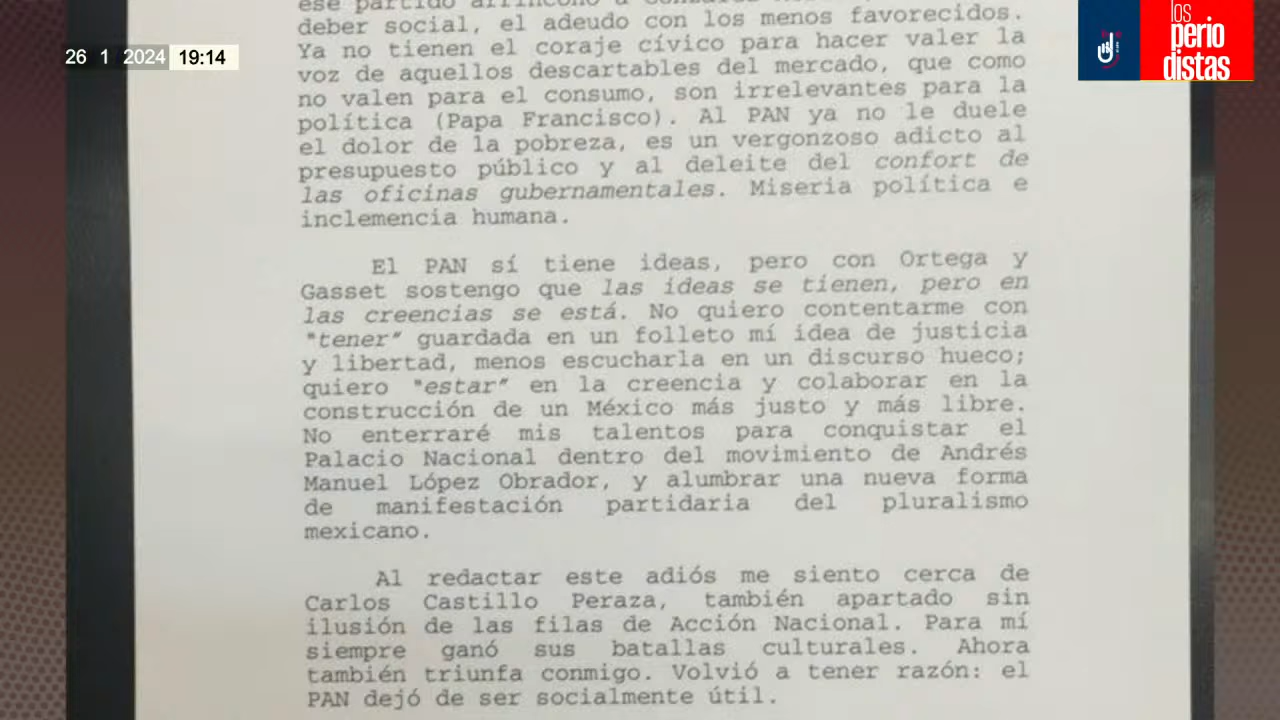 26 1 2024 19:14
los
perio
distas
ese partido
deber social, el adeudo con los menos favorecidos.
Ya no tienen el coraje cívico para hacer valer la
voz de aquellos descartables del mercado, que como
no valen para el consumo, son irrelevantes para la
política (Papa Francisco). Al PAN ya no le duele
el dolor de la pobreza, es un vergonzoso adicto al
presupuesto público y al deleite del confort de
las oficinas gubernamentales. Miseria política e
inclemencia humana.
El PAN sí tiene ideas, pero con Ortega y
Gasset sostengo que las ideas se tienen, pero en
las creencias se está. No quiero contentarme con
"tener" guardada en un folleto mí idea de justicia
y libertad, menos escucharla en un discurso hueco;
quiero "estar" en la creencia y colaborar en la
construcción de un México más justo y más libre.
No enterraré mis talentos para conquistar el
Palacio Nacional dentro del movimiento de Andrés
Manuel López Obrador, y alumbrar una nueva forma
de manifestación partidaria del pluralismo
mexicano.
Al redactar este adiós me siento cerca de
Carlos Castillo Peraza, también apartado sin
ilusión de las filas de Acción Nacional. Para mí
siempre ganó sus batallas culturales. Ahora
también triunfa conmigo. Volvió a tener razón: el
PAN dejó de ser socialmente útil.